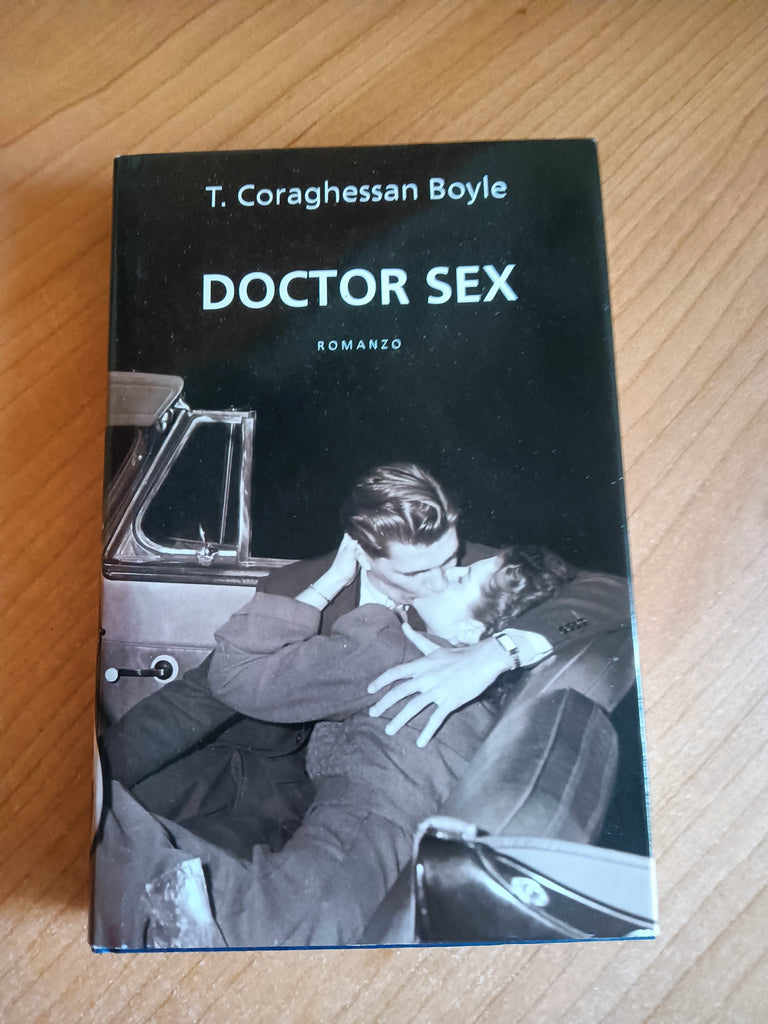 T. Coraghessan Boyle
DOCTOR SEX
ROMANZO